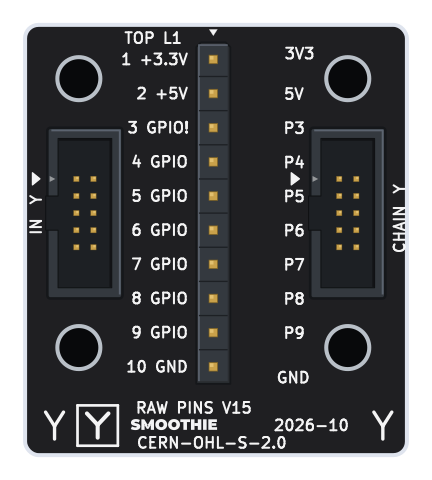 TOP L1
1 +3.3V 3V3
2 +5V 5V
3 GPIO! P3
4 GPIO P4
5 GPIO P5
6 GPIO P6
7 GPIO P7
8 GPIO P8
9 GPIO P9
10 GND GND
IN Y
CHAIN Y
RAW PINS V15
Y Y SMOOTHIE 2026-10 Y
CERN-OHL-S-2.0